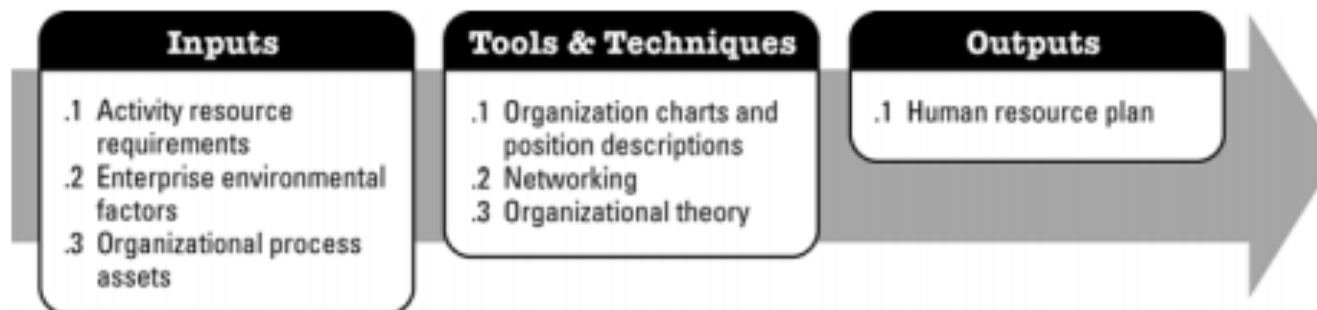 Inputs
.1 Activity resource
requirements
.2 Enterprise environmental
factors
.3 Organizational process
assets
Tools & Techniques
.1 Organization charts and
position descriptions
.2 Networking
.3 Organizational theory
Outputs
.1 Human resource plan